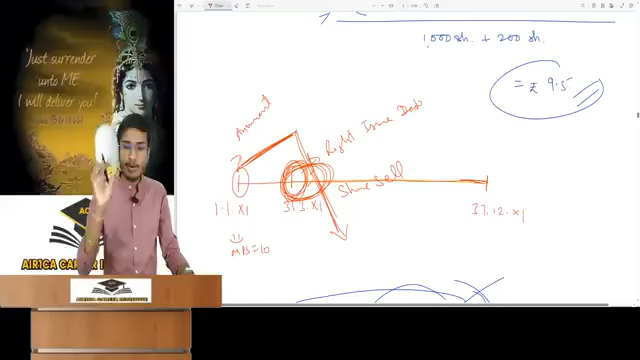 "Just surrender
unto ME
I will deliver you!"
1,000 sh. + 200 sh.
= ₹ 9.5
Right Issue Date
Share Sell
1.1.X1
31.3.X1
31.12.X1
MPS=10
AIRICA CAREER INSTITUTE